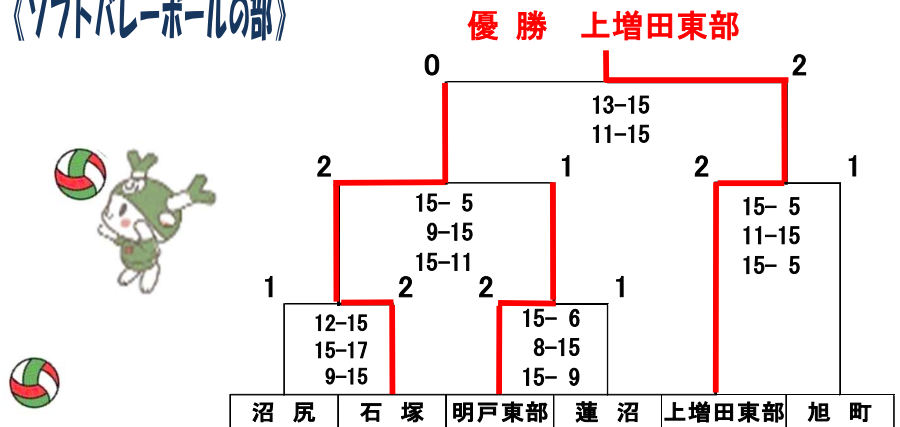 《ソフトバレーボールの部》
優 勝 上増田東部
0 2
13-15
11-15
2 1 2 1
15- 5 15- 5
9-15 11-15
15-11 15- 5
1 2 2 1
12-15 15- 6
15-17 8-15
9-15 15- 9
沼 尻 石 塚 明戸東部 蓮 沼 上増田東部 旭 町